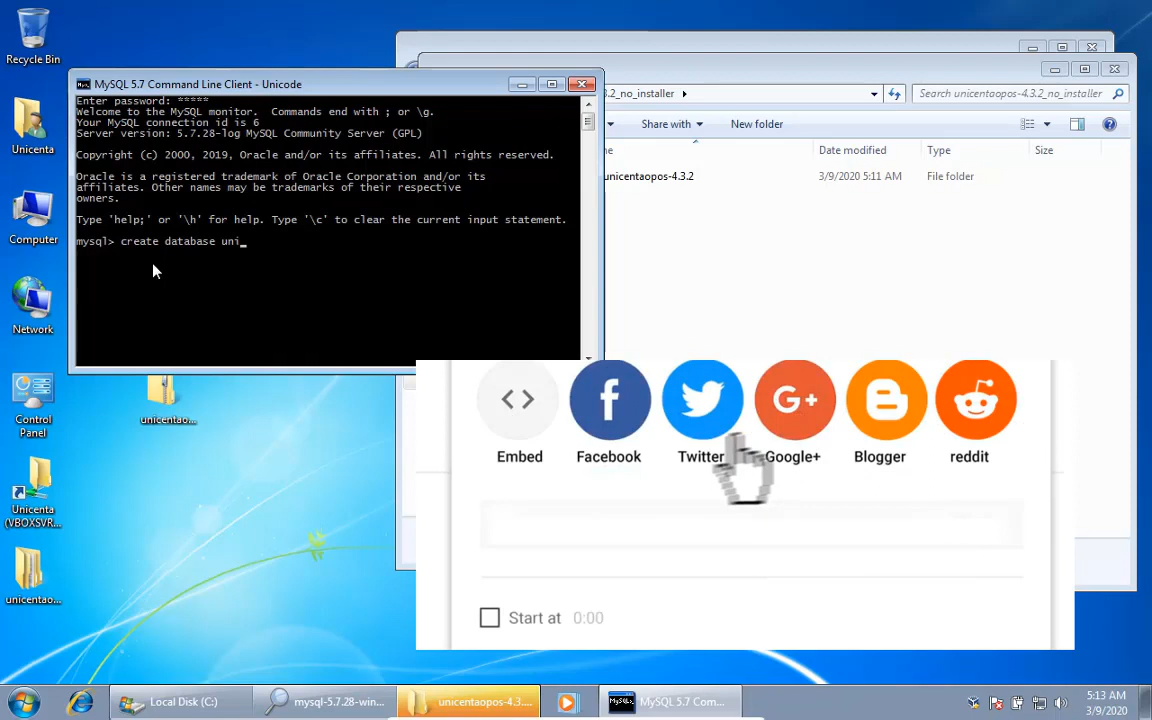 Recycle Bin
Unicenta
Computer
Network
Control
Panel
Unicenta
(VBOXSVR...
unicentao...
unicentao...
MySQL 5.7 Command Line Client - Unicode
Enter password: *****
Welcome to the MySQL monitor.  Commands end with ; or \g.
Your MySQL connection id is 6
Server version: 5.7.28-log MySQL Community Server (GPL)
Copyright (c) 2000, 2019, Oracle and/or its affiliates. All rights reserved.
Oracle is a registered trademark of Oracle Corporation and/or its
affiliates. Other names may be trademarks of their respective
owners.
Type 'help;' or '\h' for help. Type '\c' to clear the current input statement.
mysql> create database uni_
.3.2_no_installer
Search unicentaopos-4.3.2_no_installer
Share with
New folder
me
Date modified
Type
Size
unicentaopos-4.3.2
3/9/2020 5:11 AM
File folder
Embed
Facebook
Twitter
Google+
Blogger
reddit
Start at 0:00
Local Disk (C:)
mysql-5.7.28-win...
unicentaopos-4.3....
MySQL 5.7 Com...
5:13 AM
3/9/2020